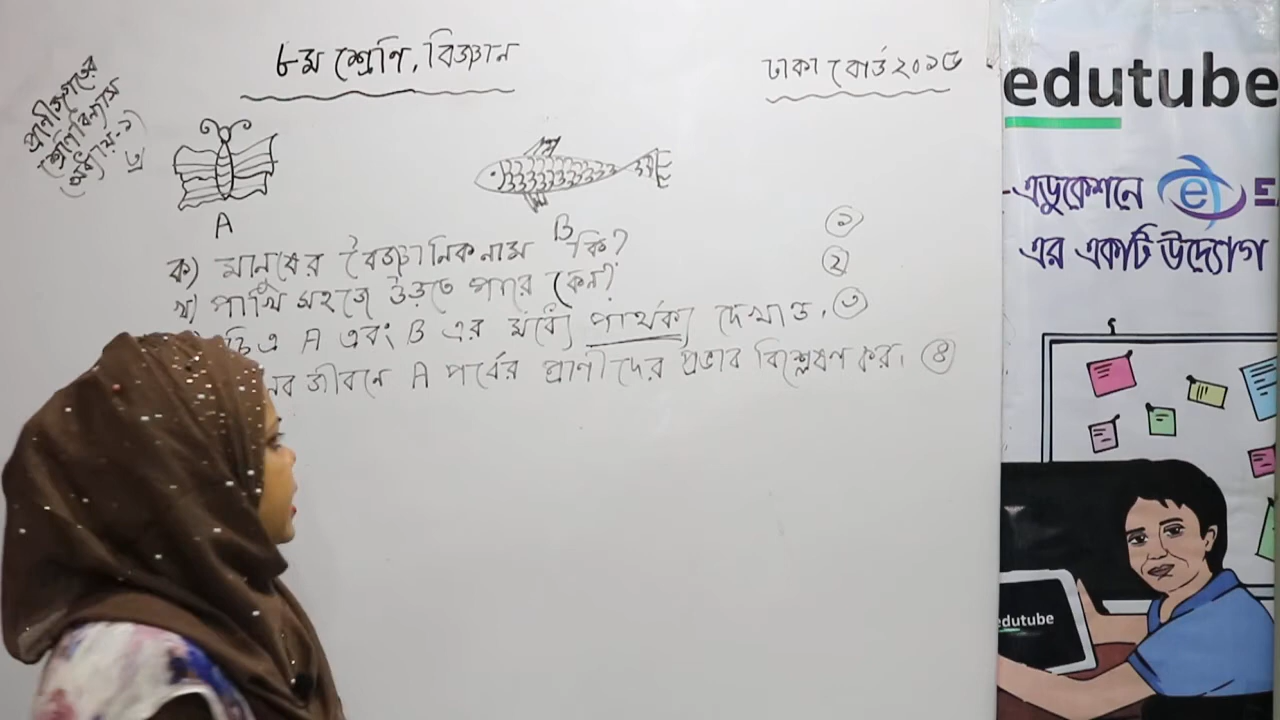 ৮ম শ্রেণি, বিজ্ঞান
ঢাকা বোর্ড ২০১৫
প্রাণীজগতের
শ্রেণিবিন্যাস
অধ্যায়-১
A
B
ক) মানুষের বৈজ্ঞানিকনাম কি? ১
খ) পাখি সহজে উড়তে পারে কেন? ২
চিত্র A এবং B এর মধ্যে পার্থক্য দেখাও. ৩
জীবনে A পর্বের প্রাণীদের প্রভাব বিশ্লেষণ কর। ৪
edutube
এডুকেশনে e E
এর একটি উদ্যোগ
edutube